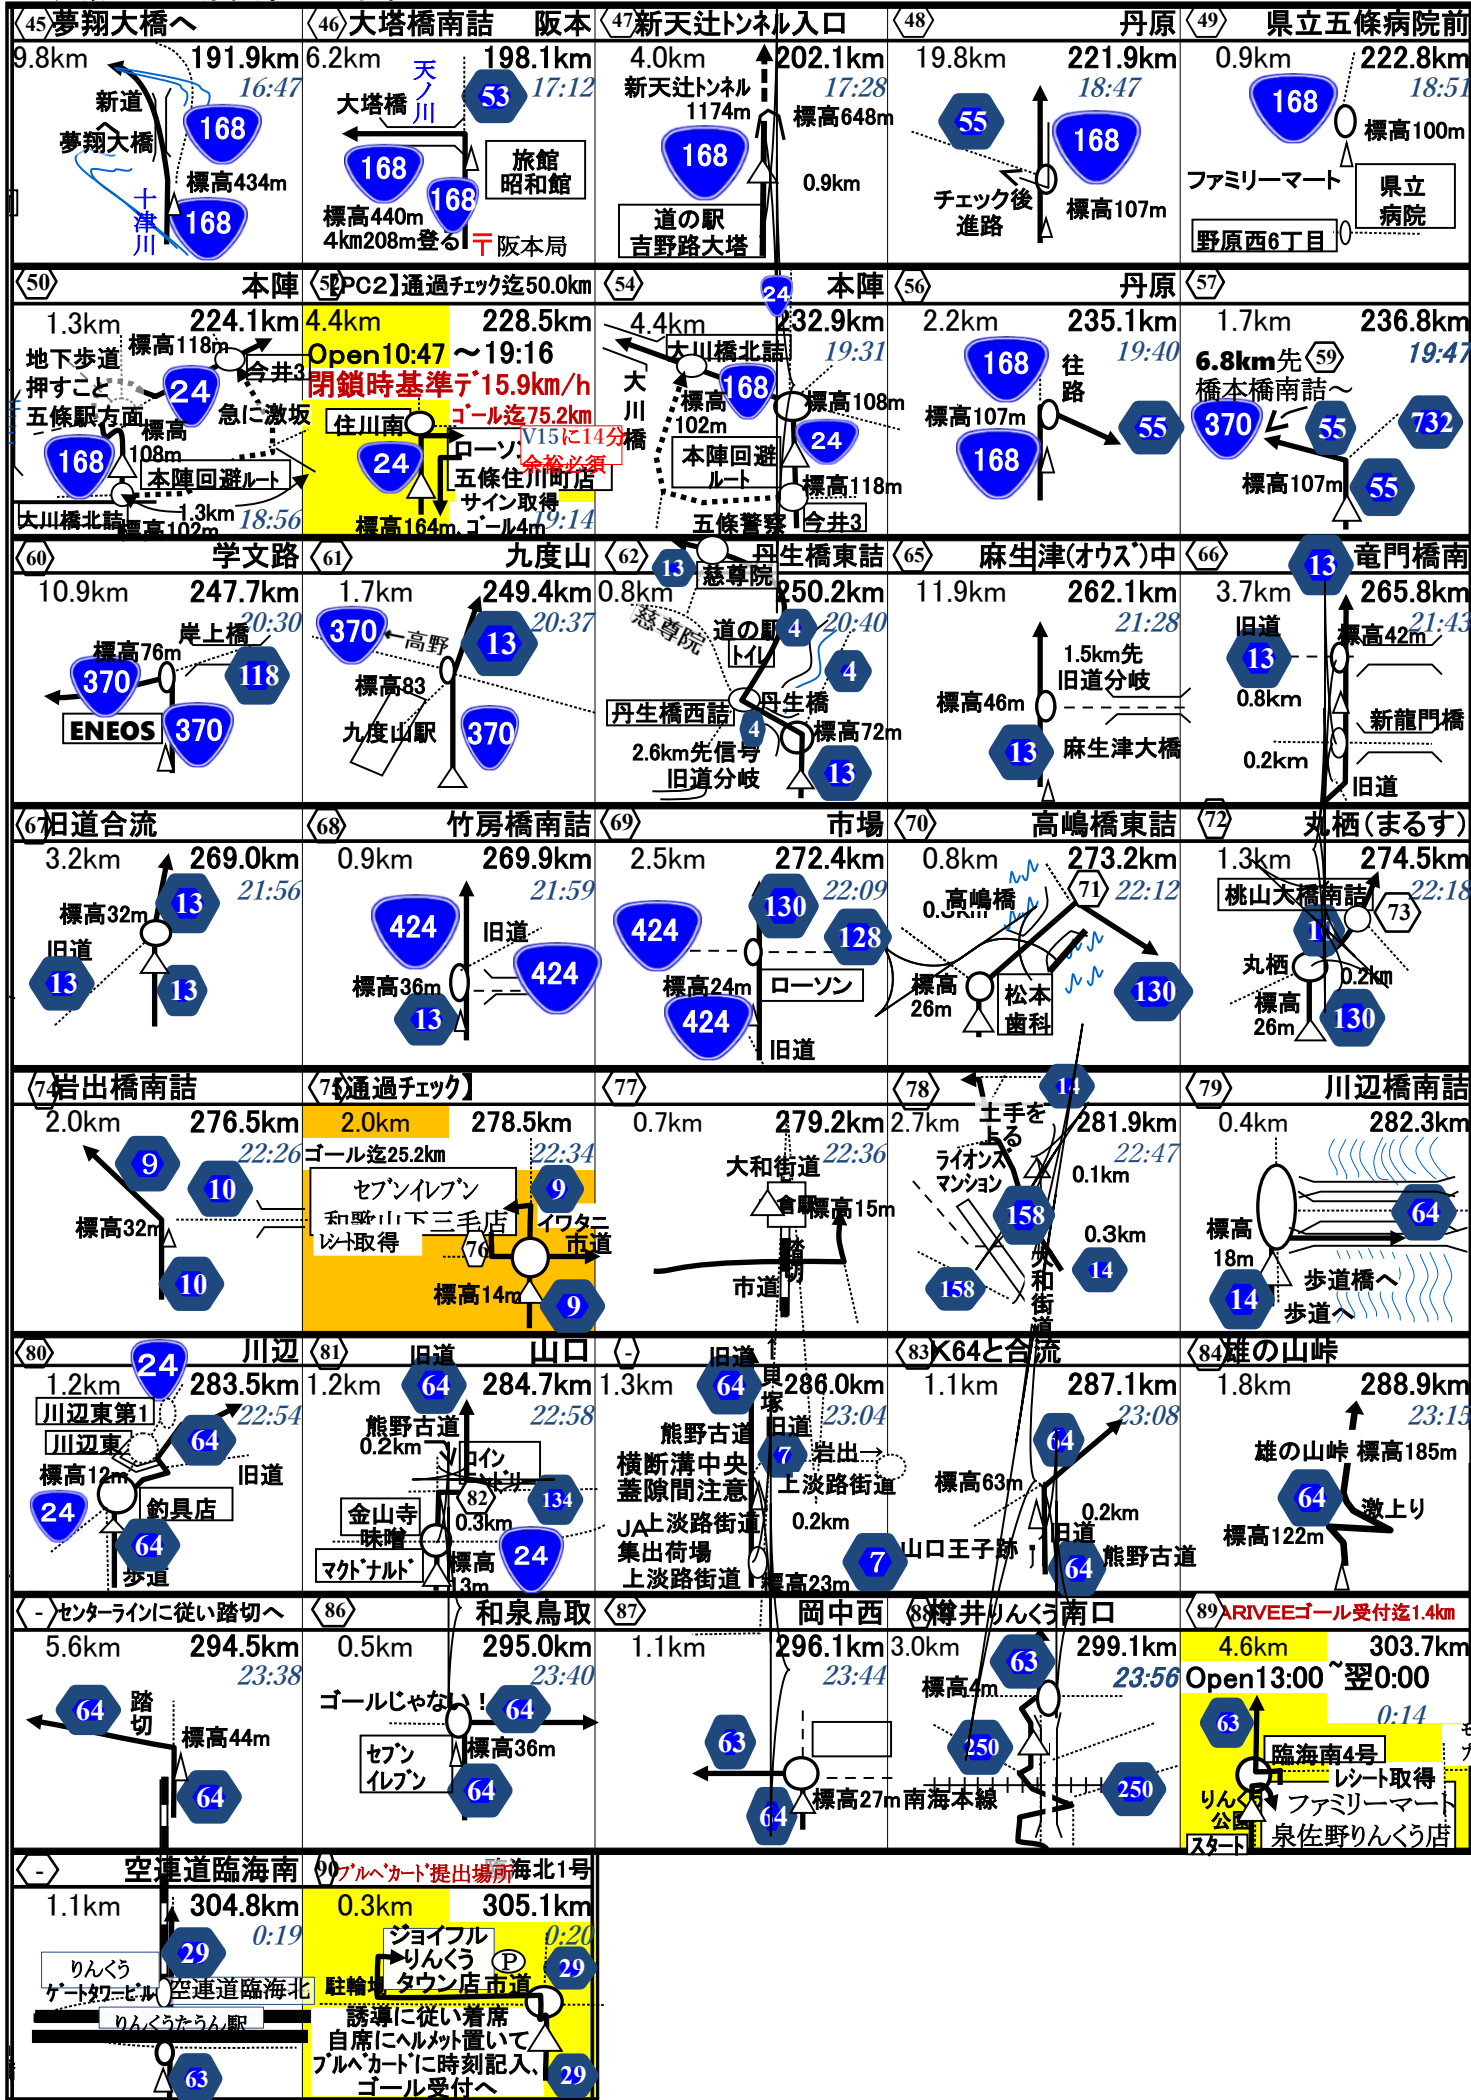 45 夢翔大橋へ
9.8km 191.9km
16:47
新道
へ
夢翔大橋
168
標高434m
十津川
168
46 大塔橋南詰 阪本
6.2km 198.1km
天ノ川
53 17:12
大塔橋
168
旅館
昭和館
168
標高440m
4km208m登る
〒阪本局
47 新天辻トンネル入口
4.0km 202.1km
17:28
新天辻トンネル
1174m
標高648m
168
0.9km
道の駅
吉野路大塔
48 丹原
19.8km 221.9km
18:47
55
168
チェック後
進路
標高107m
49 県立五條病院前
0.9km 222.8km
18:51
168
標高100m
ファミリーマート
県立
病院
野原西6丁目
50 本陣
1.3km 224.1km
地下歩道
押すこと
標高118m
今井3
24
五條駅方面
急に激坂
標高
108m
168
本陣回避ルート
1.3km
大川橋北詰
標高102m
18:56
【PC2】通過チェック迄50.0km
4.4km 228.5km
Open10:47 ～19:16
閉鎖時基準デ15.9km/h
ゴール迄75.2km
住川南
V15に14分
余裕必須
24
五條住川町店
サイン取得
標高164m、ゴール4m
19:14
54 本陣
24
4.4km 232.9km
19:31
大川橋北詰
大川橋
168
標高
102m
標高108m
24
本陣回避
ルート
標高118m
五條警察
今井3
56 丹原
2.2km 235.1km
19:40
168
往路
標高107m
55
168
57
1.7km 236.8km
19:47
6.8km先 59
橋本橋南詰～
370
55
732
標高107m
55
60 学文路
10.9km 247.7km
20:30
岸上橋
標高76m
370
118
ENEOS
370
61 九度山
1.7km 249.4km
20:37
370
←高野
13
標高83
九度山駅
370
62 丹生橋東詰
13
慈尊院
0.8km 250.2km
20:40
慈尊院
道の駅
トイレ
4
4
丹生橋西詰
丹生橋
4
標高72m
2.6km先信号
旧道分岐
13
65 麻生津(オウズ)中
11.9km 262.1km
21:28
1.5km先
旧道分岐
標高46m
13
麻生津大橋
66 竜門橋南
13
3.7km 265.8km
21:43
旧道
標高42m
13
0.8km
新龍門橋
0.2km
旧道
67 旧道合流
3.2km 269.0km
21:56
標高32m
13
旧道
13
13
68 竹房橋南詰
0.9km 269.9km
21:59
424
旧道
標高36m
424
13
69 市場
2.5km 272.4km
22:09
424
130
128
標高24m
ローソン
424
旧道
70 高嶋橋東詰
0.8km 273.2km
22:12
71
高嶋橋
標高
26m
松本
歯科
130
72 丸栖(まるす)
1.3km 274.5km
22:18
桃山大橋南詰
73
丸栖
0.2km
標高
26m
130
74 岩出橋南詰
2.0km 276.5km
22:26
9
10
標高32m
10
75 【通過チェック】
2.0km 278.5km
ゴール迄25.2km
22:34
セブンイレブン
和歌山下三毛店
レシート取得
9
イワタニ
76
市道
標高14m
9
77
0.7km 279.2km
22:36
大和街道
標高15m
踏切
市道
78
14
2.7km 281.9km
22:47
土手を
上る
ライオンズ
マンション
0.1km
158
0.3km
158
14
大和街道
79 川辺橋南詰
0.4km 282.3km
64
標高
18m
14
歩道橋へ
歩道へ
80 川辺
24
1.2km 283.5km
22:54
川辺東第1
川辺東
64
標高12m
旧道
24
釣具店
64
歩道
81 山口
旧道
1.2km 284.7km
64
22:58
熊野古道
0.2km
コイン
82
134
金山寺
味噌
0.3km
マクドナルド
標高
24
-
旧道
↑貝塚
1.3km 286.0km
64
23:04
熊野古道
旧道
横断溝中央
蓋隙間注意
7
岩出→
上淡路街道
JA上淡路街道
集出荷場
0.2km
7
上淡路街道
標高23m
83 K64と合流
1.1km 287.1km
23:08
64
標高63m
0.2km
旧道
山口王子跡
64
熊野古道
84 雄の山峠
1.8km 288.9km
23:15
雄の山峠 標高185m
64
激上り
標高122m
- センターラインに従い踏切へ
5.6km 294.5km
23:38
64
踏切
標高44m
64
86 和泉鳥取
0.5km 295.0km
23:40
ゴールじゃない!
64
セブン
イレブン
標高36m
64
87 岡中西
1.1km 296.1km
23:44
63
64
標高27m
88 樽井りんくう南口
3.0km 299.1km
63
23:56
標高4m
250
250
南海本線
89 ARIVEEゴール受付迄1.4km
4.6km 303.7km
Open13:00 ～翌0:00
0:14
63
臨海南4号
レシート取得
りんくう
公園
ファミリーマート
泉佐野りんくう店
スタート
- 空連道臨海南
1.1km 304.8km
0:19
29
りんくう
ゲートタワービル
空連道臨海北
りんくうたうん駅
63
90 ブルベカード提出場所 臨海北1号
0.3km 305.1km
0:20
ジョイフル
りんくう
タウン店
P
29
駐輪場
市道
誘導に従い着席
自席にヘルメット置いて
ブルベカードに時刻記入、
ゴール受付へ
29